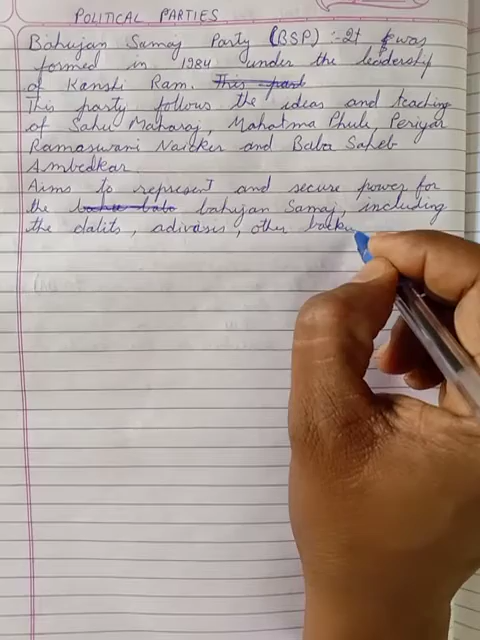 POLITICAL PARTIES
Bahujan Samaj Party (BSP) :- It was
formed in 1984 under the leadership
of Kanshi Ram. This part
This party follows the ideas and teaching
of Sahu Maharaj, Mahatma Phule, Periyar
Ramaswami Naicker and Baba Saheb
Ambedkar.
Aims to represent and secure power for
the bahujan Samaj, including
the dalits, adivasis, other backw